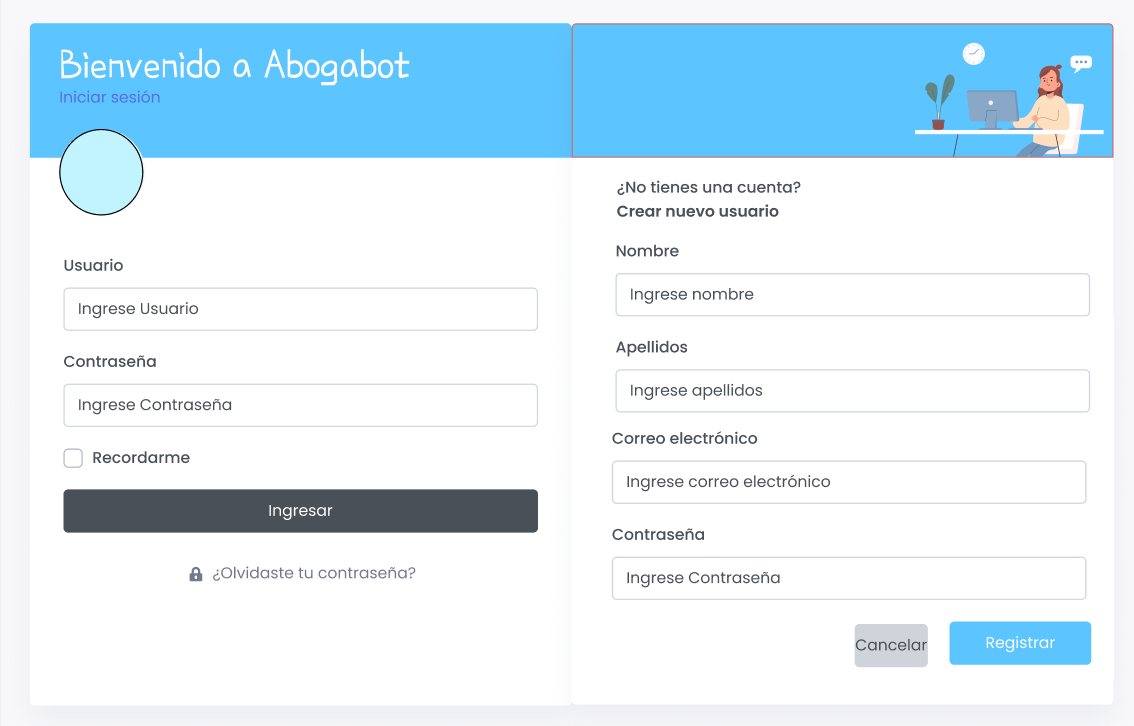 Bienvenido a Abogabot
Iniciar sesión
Usuario
Ingrese Usuario
Contraseña
Ingrese Contraseña
Recordarme
Ingresar
¿Olvidaste tu contraseña?
¿No tienes una cuenta?
Crear nuevo usuario
Nombre
Ingrese nombre
Apellidos
Ingrese apellidos
Correo electrónico
Ingrese correo electrónico
Contraseña
Ingrese Contraseña
Cancelar
Registrar